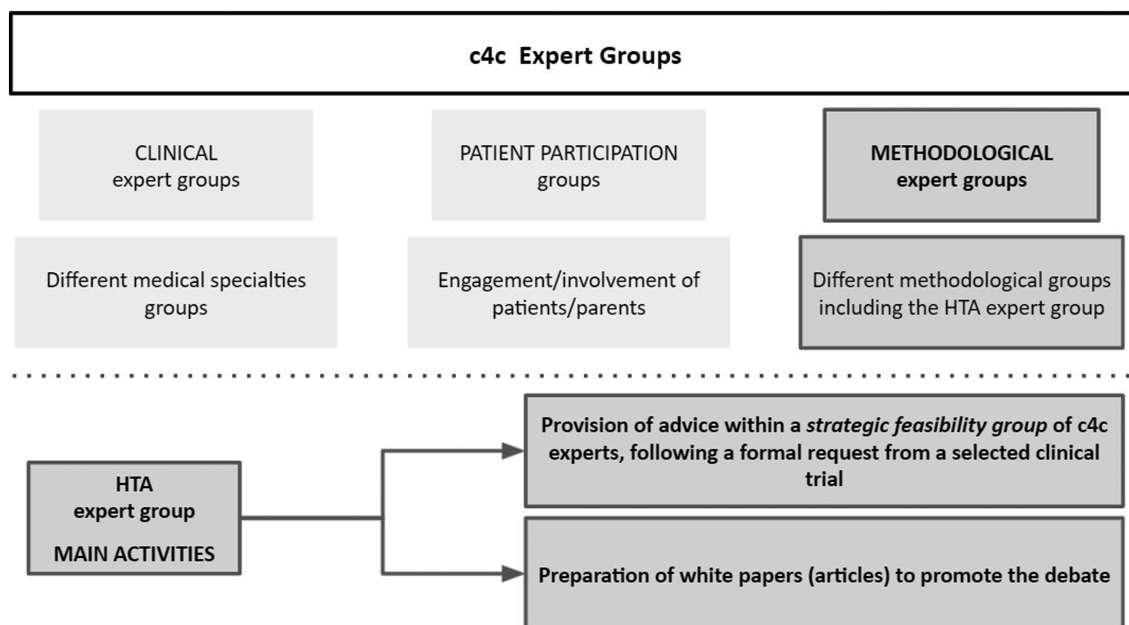 c4c Expert Groups
CLINICAL
expert groups
PATIENT PARTICIPATION
groups
METHODOLOGICAL
expert groups
Different medical specialties
groups
Engagement/involvement of
patients/parents
Different methodological groups
including the HTA expert group
HTA
expert group
MAIN ACTIVITIES
Provision of advice within a strategic feasibility group of c4c
experts, following a formal request from a selected clinical
trial
Preparation of white papers (articles) to promote the debate